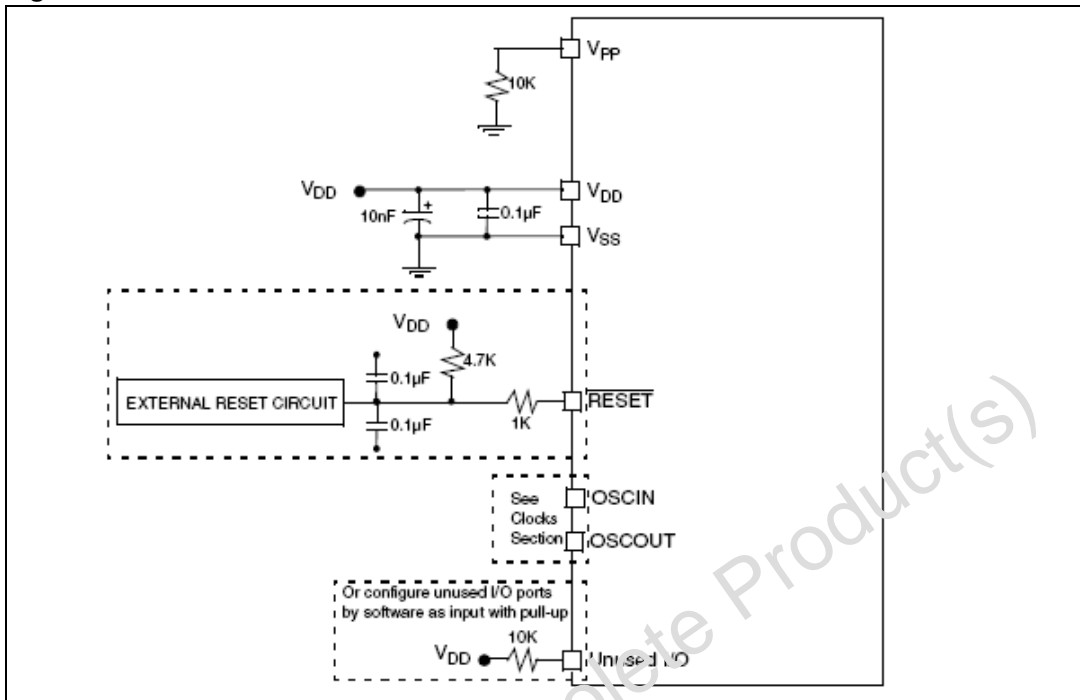 VPP
10K
VDD
VDD
10nF
+
0.1µF
VSS
VDD
4.7K
0.1µF
EXTERNAL RESET CIRCUIT
RESET
0.1µF
1K
See
Clocks
Section
OSCIN
OSCOUT
Or configure unused I/O ports
by software as input with pull-up
10K
VDD
Unused I/O
lete Product(s)